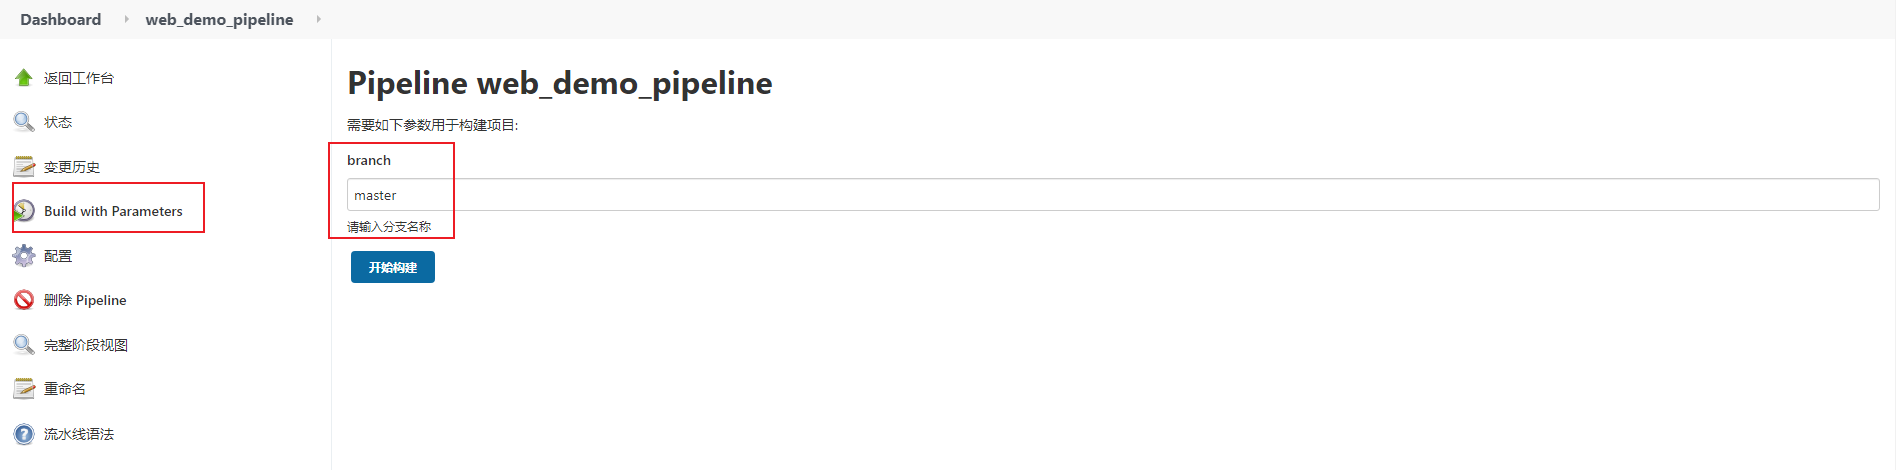 Dashboard web_demo_pipeline
返回工作台
状态
变更历史
Build with Parameters
配置
删除 Pipeline
完整阶段视图
重命名
流水线语法
Pipeline web_demo_pipeline
需要如下参数用于构建项目:
branch
master
请输入分支名称
开始构建